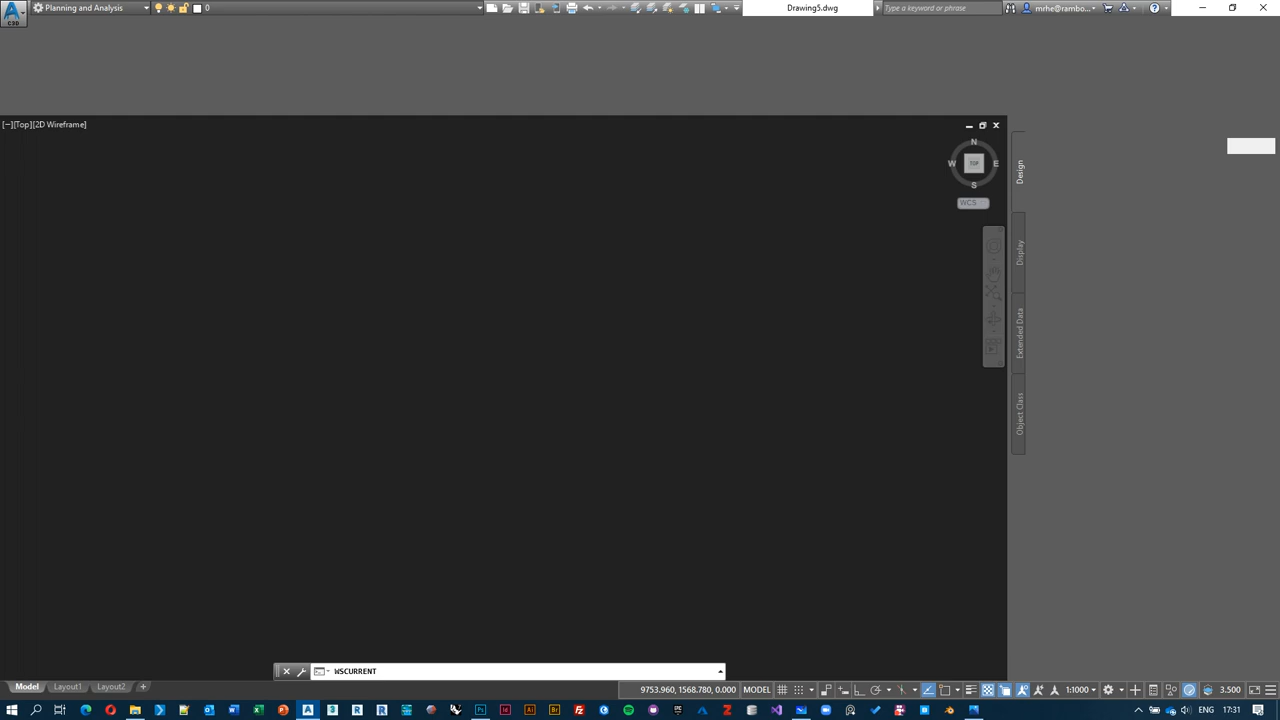 C3D
Planning and Analysis
0
Drawing5.dwg
Type a keyword or phrase
mrhe@rambo...
[−][Top][2D Wireframe]
N
W
TOP
E
S
WCS
Design
Display
Extended Data
Object Class
WSCURRENT
Model
Layout1
Layout2
9753.960, 1568.780, 0.000
MODEL
1:1000
3.500
ENG
17:31